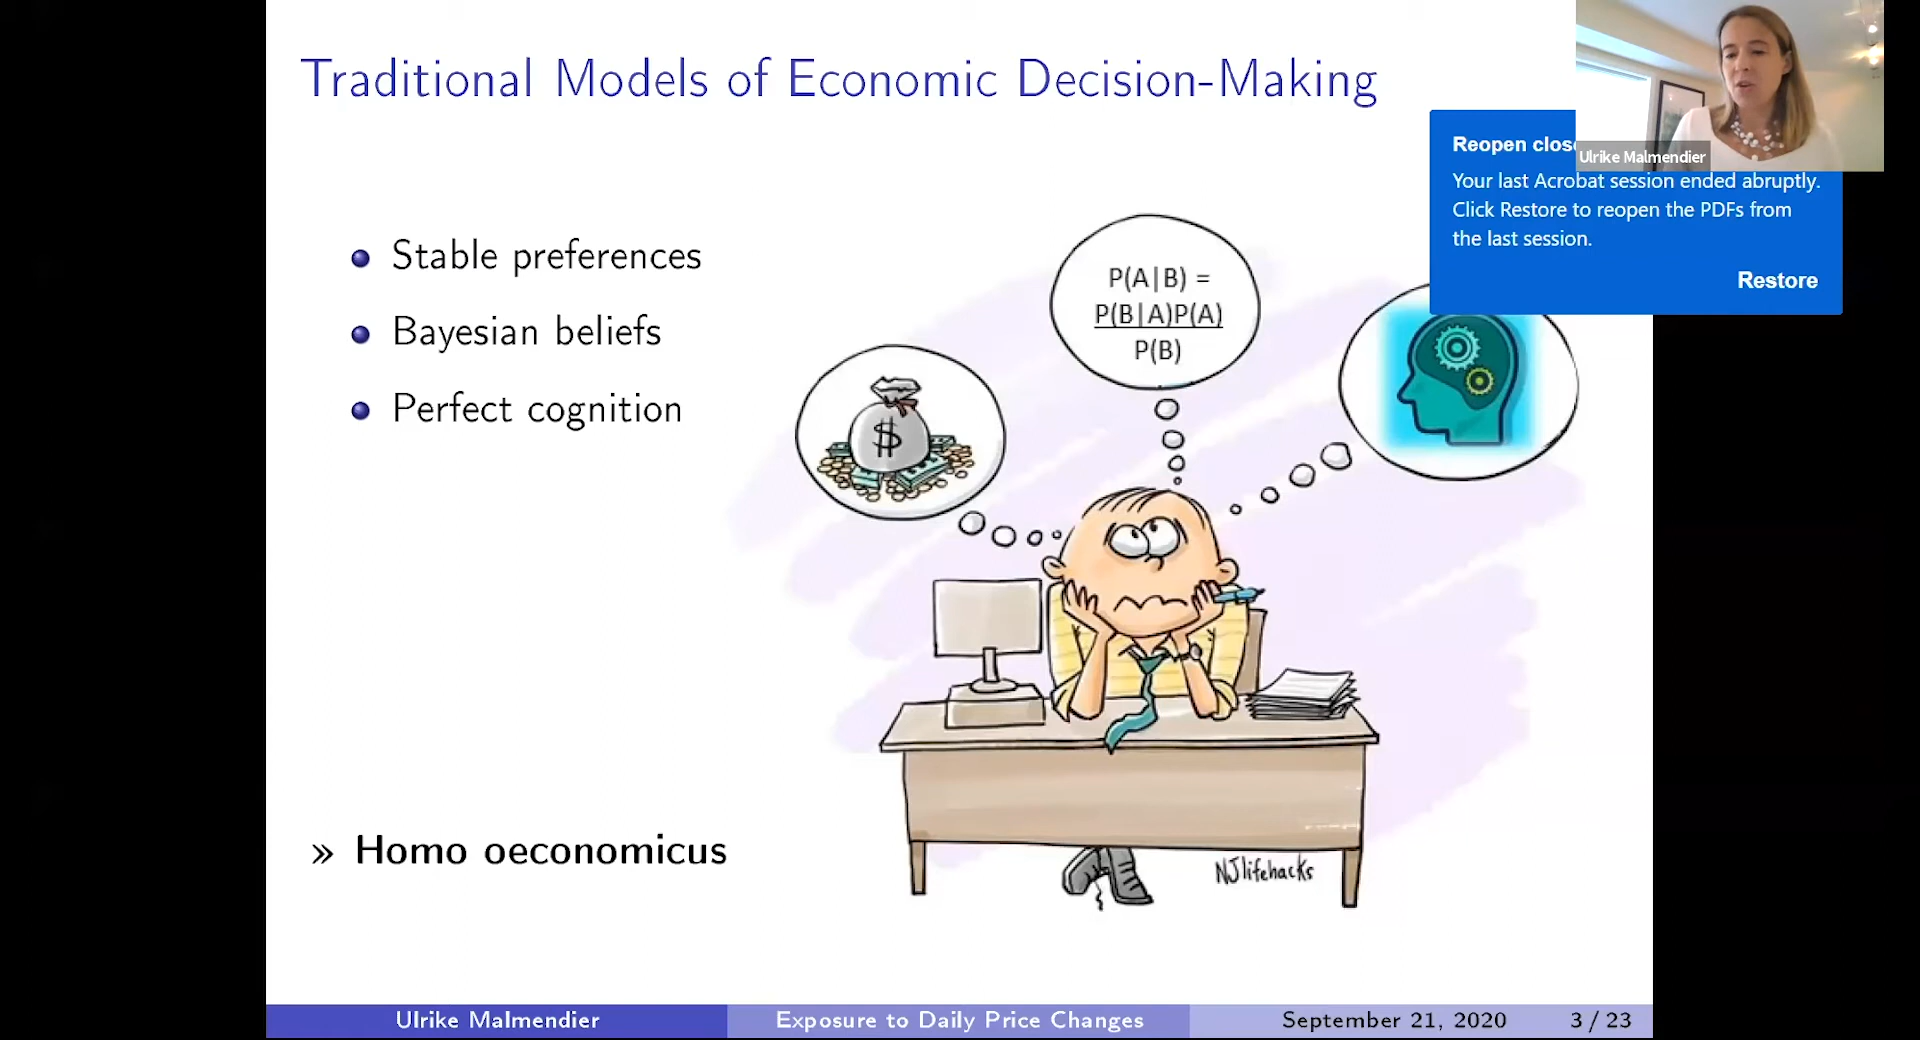 Traditional Models of Economic Decision-Making
Reopen close
Ulrike Malmendier
Your last Acrobat session ended abruptly.
Click Restore to reopen the PDFs from
the last session.
Restore
Stable preferences
Bayesian beliefs
Perfect cognition
P(A|B) =
P(B|A)P(A)
P(B)
$
» Homo oeconomicus
NJlifehacks
Ulrike Malmendier
Exposure to Daily Price Changes
September 21, 2020
3 / 23